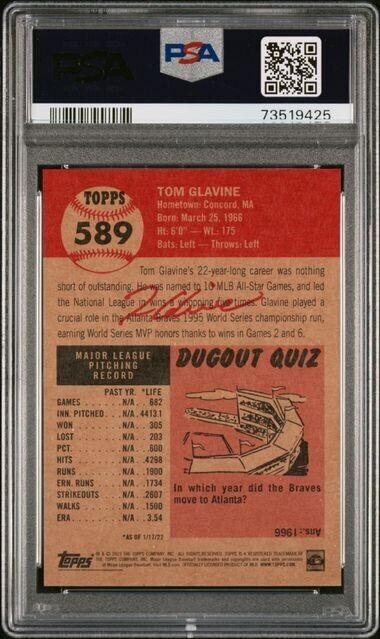 PSA
PSA
73519425
TOPPS
589
TOM GLAVINE
Hometown: Concord, MA
Born: March 25, 1966
Ht: 6'0" — WL: 175
Bats: Left — Throws: Left
Tom Glavine's 22-year-long career was nothing
short of outstanding. He was named to 10 MLB All-Star Games, and led
the National League in wins a whopping five times. Glavine played a
crucial role in the Atlanta Braves 1995 World Series championship run,
earning World Series MVP honors thanks to wins in Games 2 and 6.
MAJOR LEAGUE
PITCHING
RECORD
PAST YR. *LIFE
GAMES N/A . 682
INN. PITCHED . N/A . 4413.1
WON N/A . 305
LOST N/A . 203
PCT. N/A . 600
HITS N/A . 4298
RUNS N/A . 1900
ERN. RUNS N/A . 1734
STRIKEOUTS N/A . 2607
WALKS N/A . 1500
ERA N/A . 3.54
*AS OF 1/17/22
DUGOUT QUIZ
In which year did the Braves
move to Atlanta?
Ans.: 1966
Topps